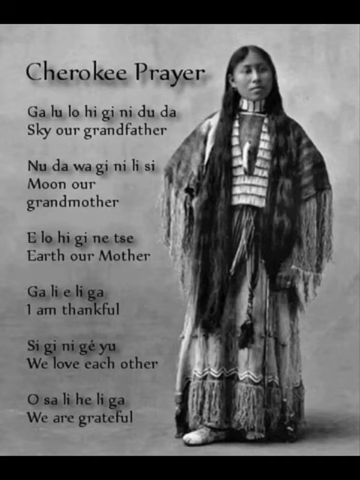 Cherokee Prayer
Ga lu lo hi gi ni du da
Sky our grandfather
Nu da wa gi ni li si
Moon our
grandmother
E lo hi gi ne tse
Earth our Mother
Ga li e li ga
I am thankful
Si gi ni gé yu
We love each other
O sa li he li ga
We are grateful